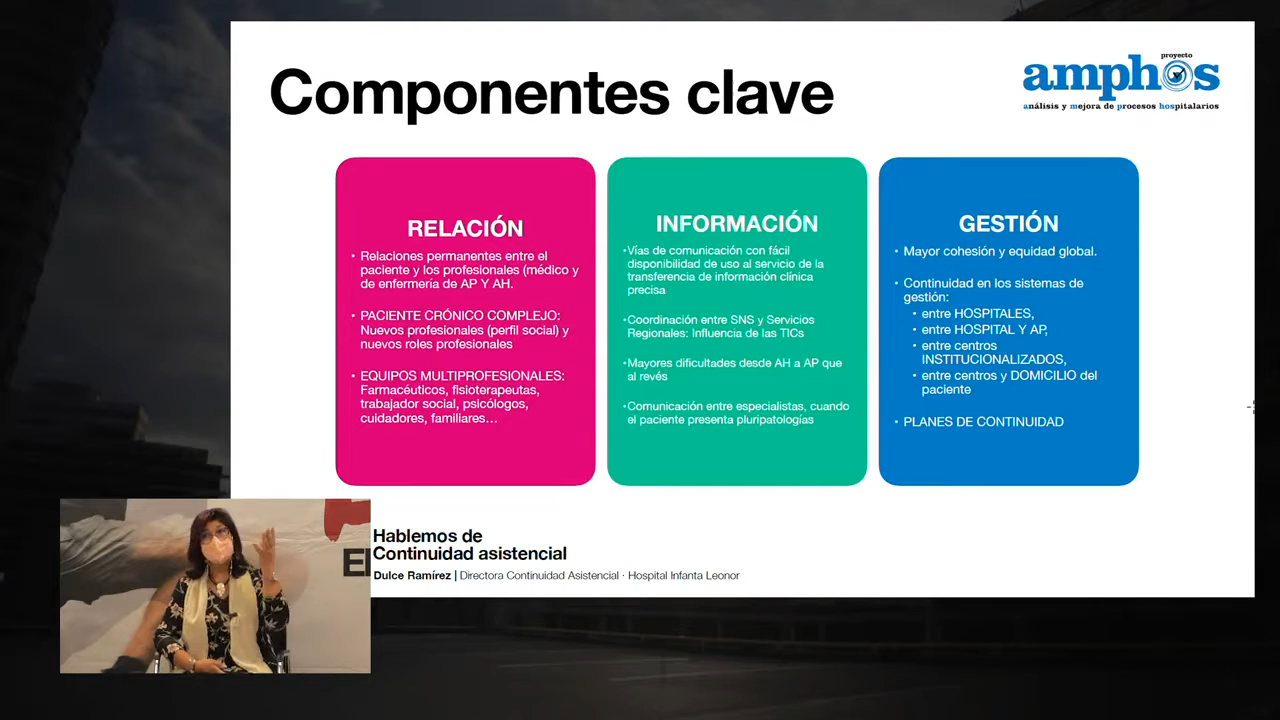 Componentes clave
proyecto
amphos
análisis y mejora de procesos hospitalarios
RELACIÓN
• Relaciones permanentes entre el
paciente y los profesionales (médico y
de enfermería de AP Y AH.
• PACIENTE CRÓNICO COMPLEJO:
Nuevos profesionales (perfil social) y
nuevos roles profesionales
• EQUIPOS MULTIPROFESIONALES:
Farmacéuticos, fisioterapeutas,
trabajador social, psicólogos,
cuidadores, familiares…
INFORMACIÓN
•Vías de comunicación con fácil
disponibilidad de uso al servicio de la
transferencia de información clínica
precisa
•Coordinación entre SNS y Servicios
Regionales: Influencia de las TICs
•Mayores dificultades desde AH a AP que
al revés
•Comunicación entre especialistas, cuando
el paciente presenta pluripatologías
GESTIÓN
• Mayor cohesión y equidad global.
• Continuidad en los sistemas de
gestión:
• entre HOSPITALES,
• entre HOSPITAL Y AP,
• entre centros
INSTITUCIONALIZADOS,
• entre centros y DOMICILIO del
paciente
• PLANES DE CONTINUIDAD
Hablemos de
Continuidad asistencial
Dulce Ramírez | Directora Continuidad Asistencial · Hospital Infanta Leonor